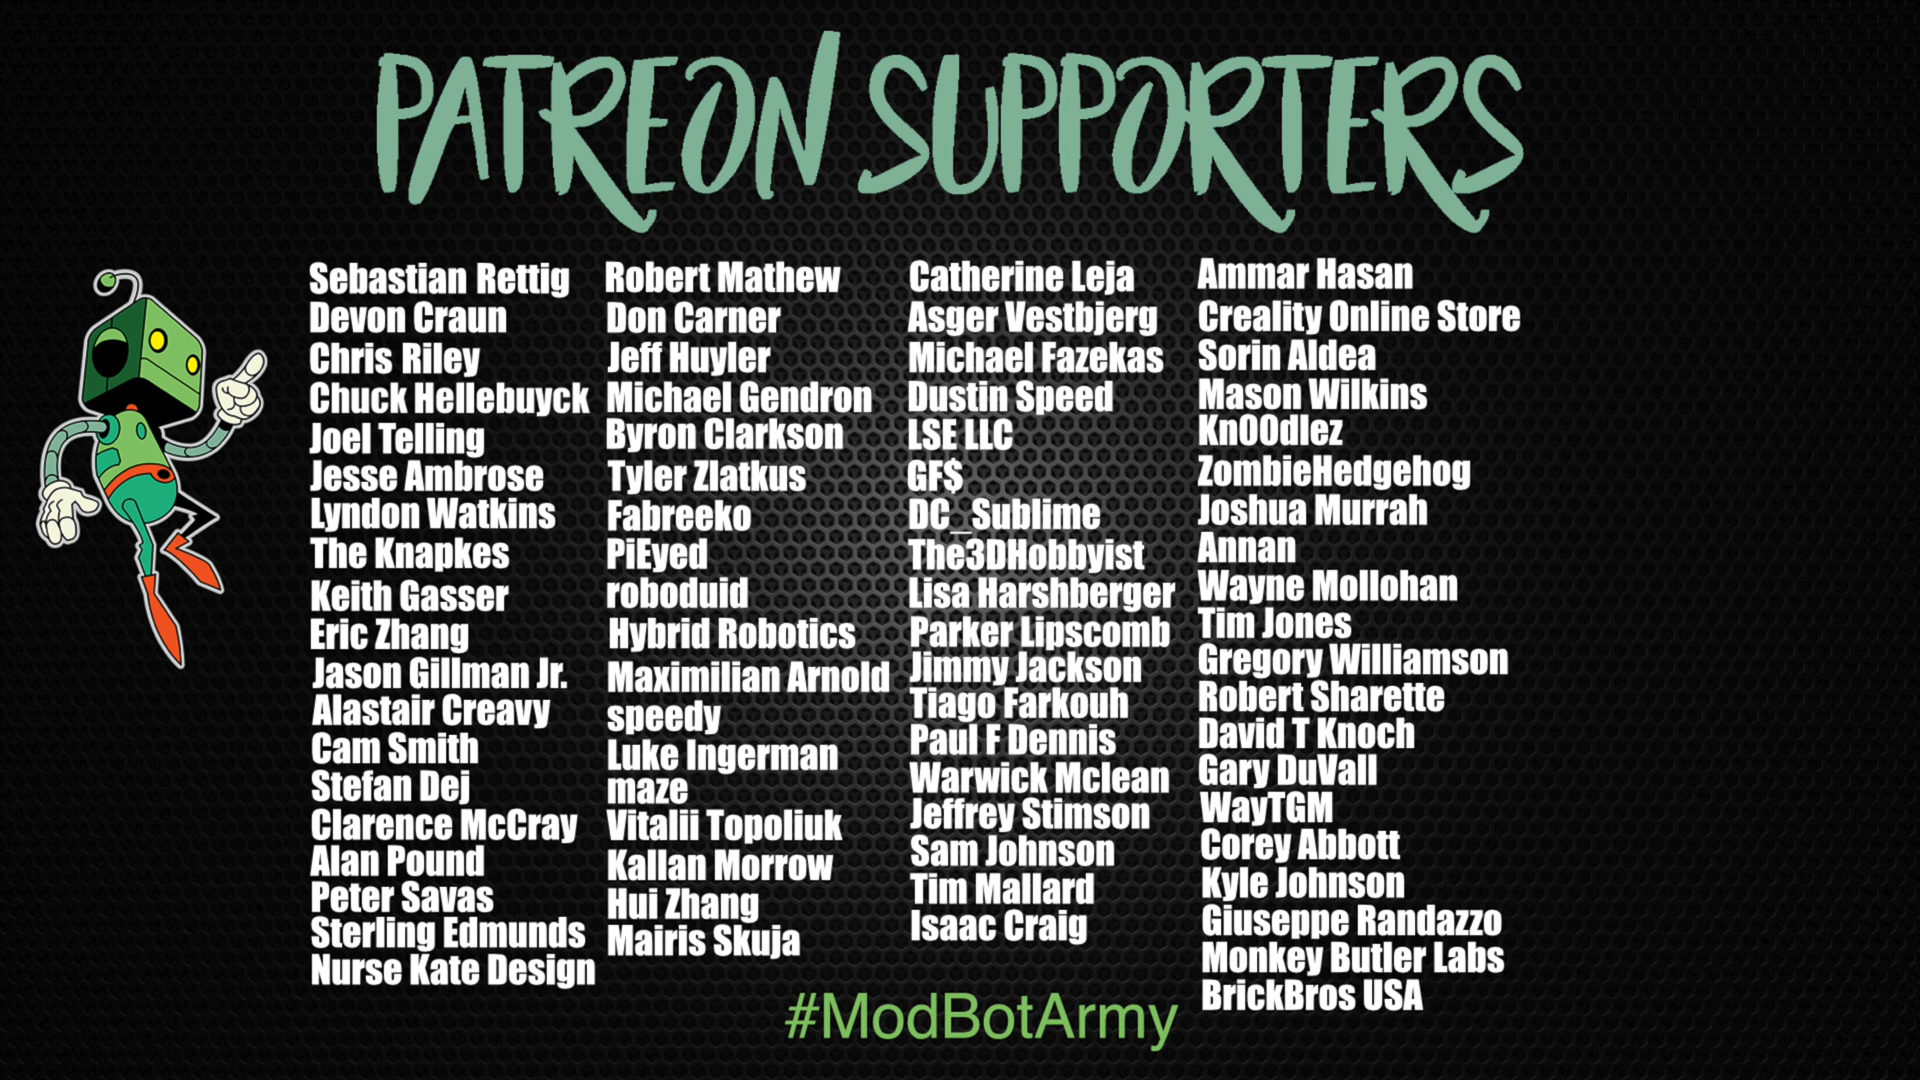 PATREON SUPPORTERS
Sebastian Rettig
Devon Craun
Chris Riley
Chuck Hellebuyck
Joel Telling
Jesse Ambrose
Lyndon Watkins
The Knapkes
Keith Gasser
Eric Zhang
Jason Gillman Jr.
Alastair Creavy
Cam Smith
Stefan Dej
Clarence McCray
Alan Pound
Peter Savas
Sterling Edmunds
Nurse Kate Design
Robert Mathew
Don Carner
Jeff Huyler
Michael Gendron
Byron Clarkson
Tyler Zlatkus
Fabreeko
PiEyed
roboduid
Hybrid Robotics
Maximilian Arnold
speedy
Luke Ingerman
maze
Vitalii Topoliuk
Kallan Morrow
Hui Zhang
Mairis Skuja
Catherine Leja
Asger Vestbjerg
Michael Fazekas
Dustin Speed
LSE LLC
GF$
DC_Sublime
The3DHobbyist
Lisa Harshberger
Parker Lipscomb
Jimmy Jackson
Tiago Farkouh
Paul F Dennis
Warwick Mclean
Jeffrey Stimson
Sam Johnson
Tim Mallard
Isaac Craig
Ammar Hasan
Creality Online Store
Sorin Aldea
Mason Wilkins
Kn00dlez
ZombieHedgehog
Joshua Murrah
Annan
Wayne Mollohan
Tim Jones
Gregory Williamson
Robert Sharette
David T Knoch
Gary DuVall
WayTGM
Corey Abbott
Kyle Johnson
Giuseppe Randazzo
Monkey Butler Labs
BrickBros USA
#ModBotArmy